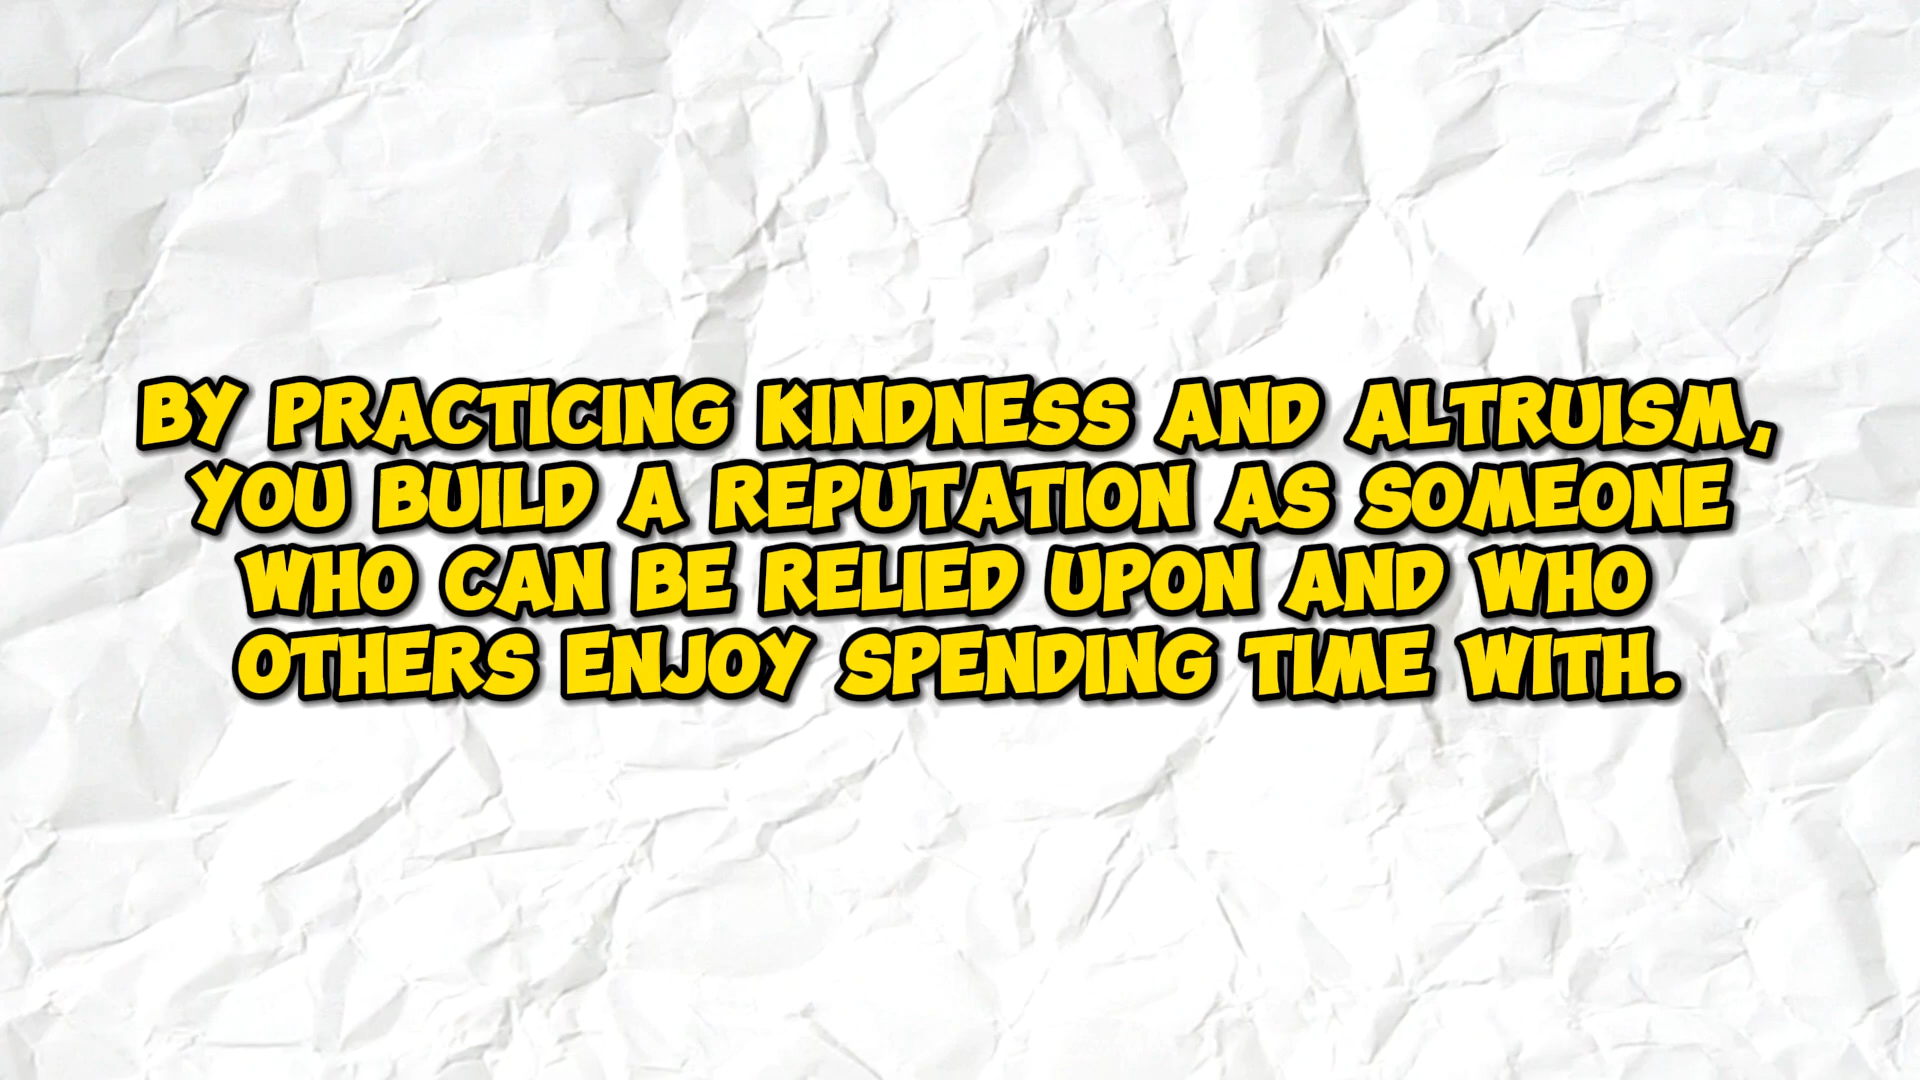 BY PRACTICING KINDNESS AND ALTRUISM,
YOU BUILD A REPUTATION AS SOMEONE
WHO CAN BE RELIED UPON AND WHO
OTHERS ENJOY SPENDING TIME WITH.